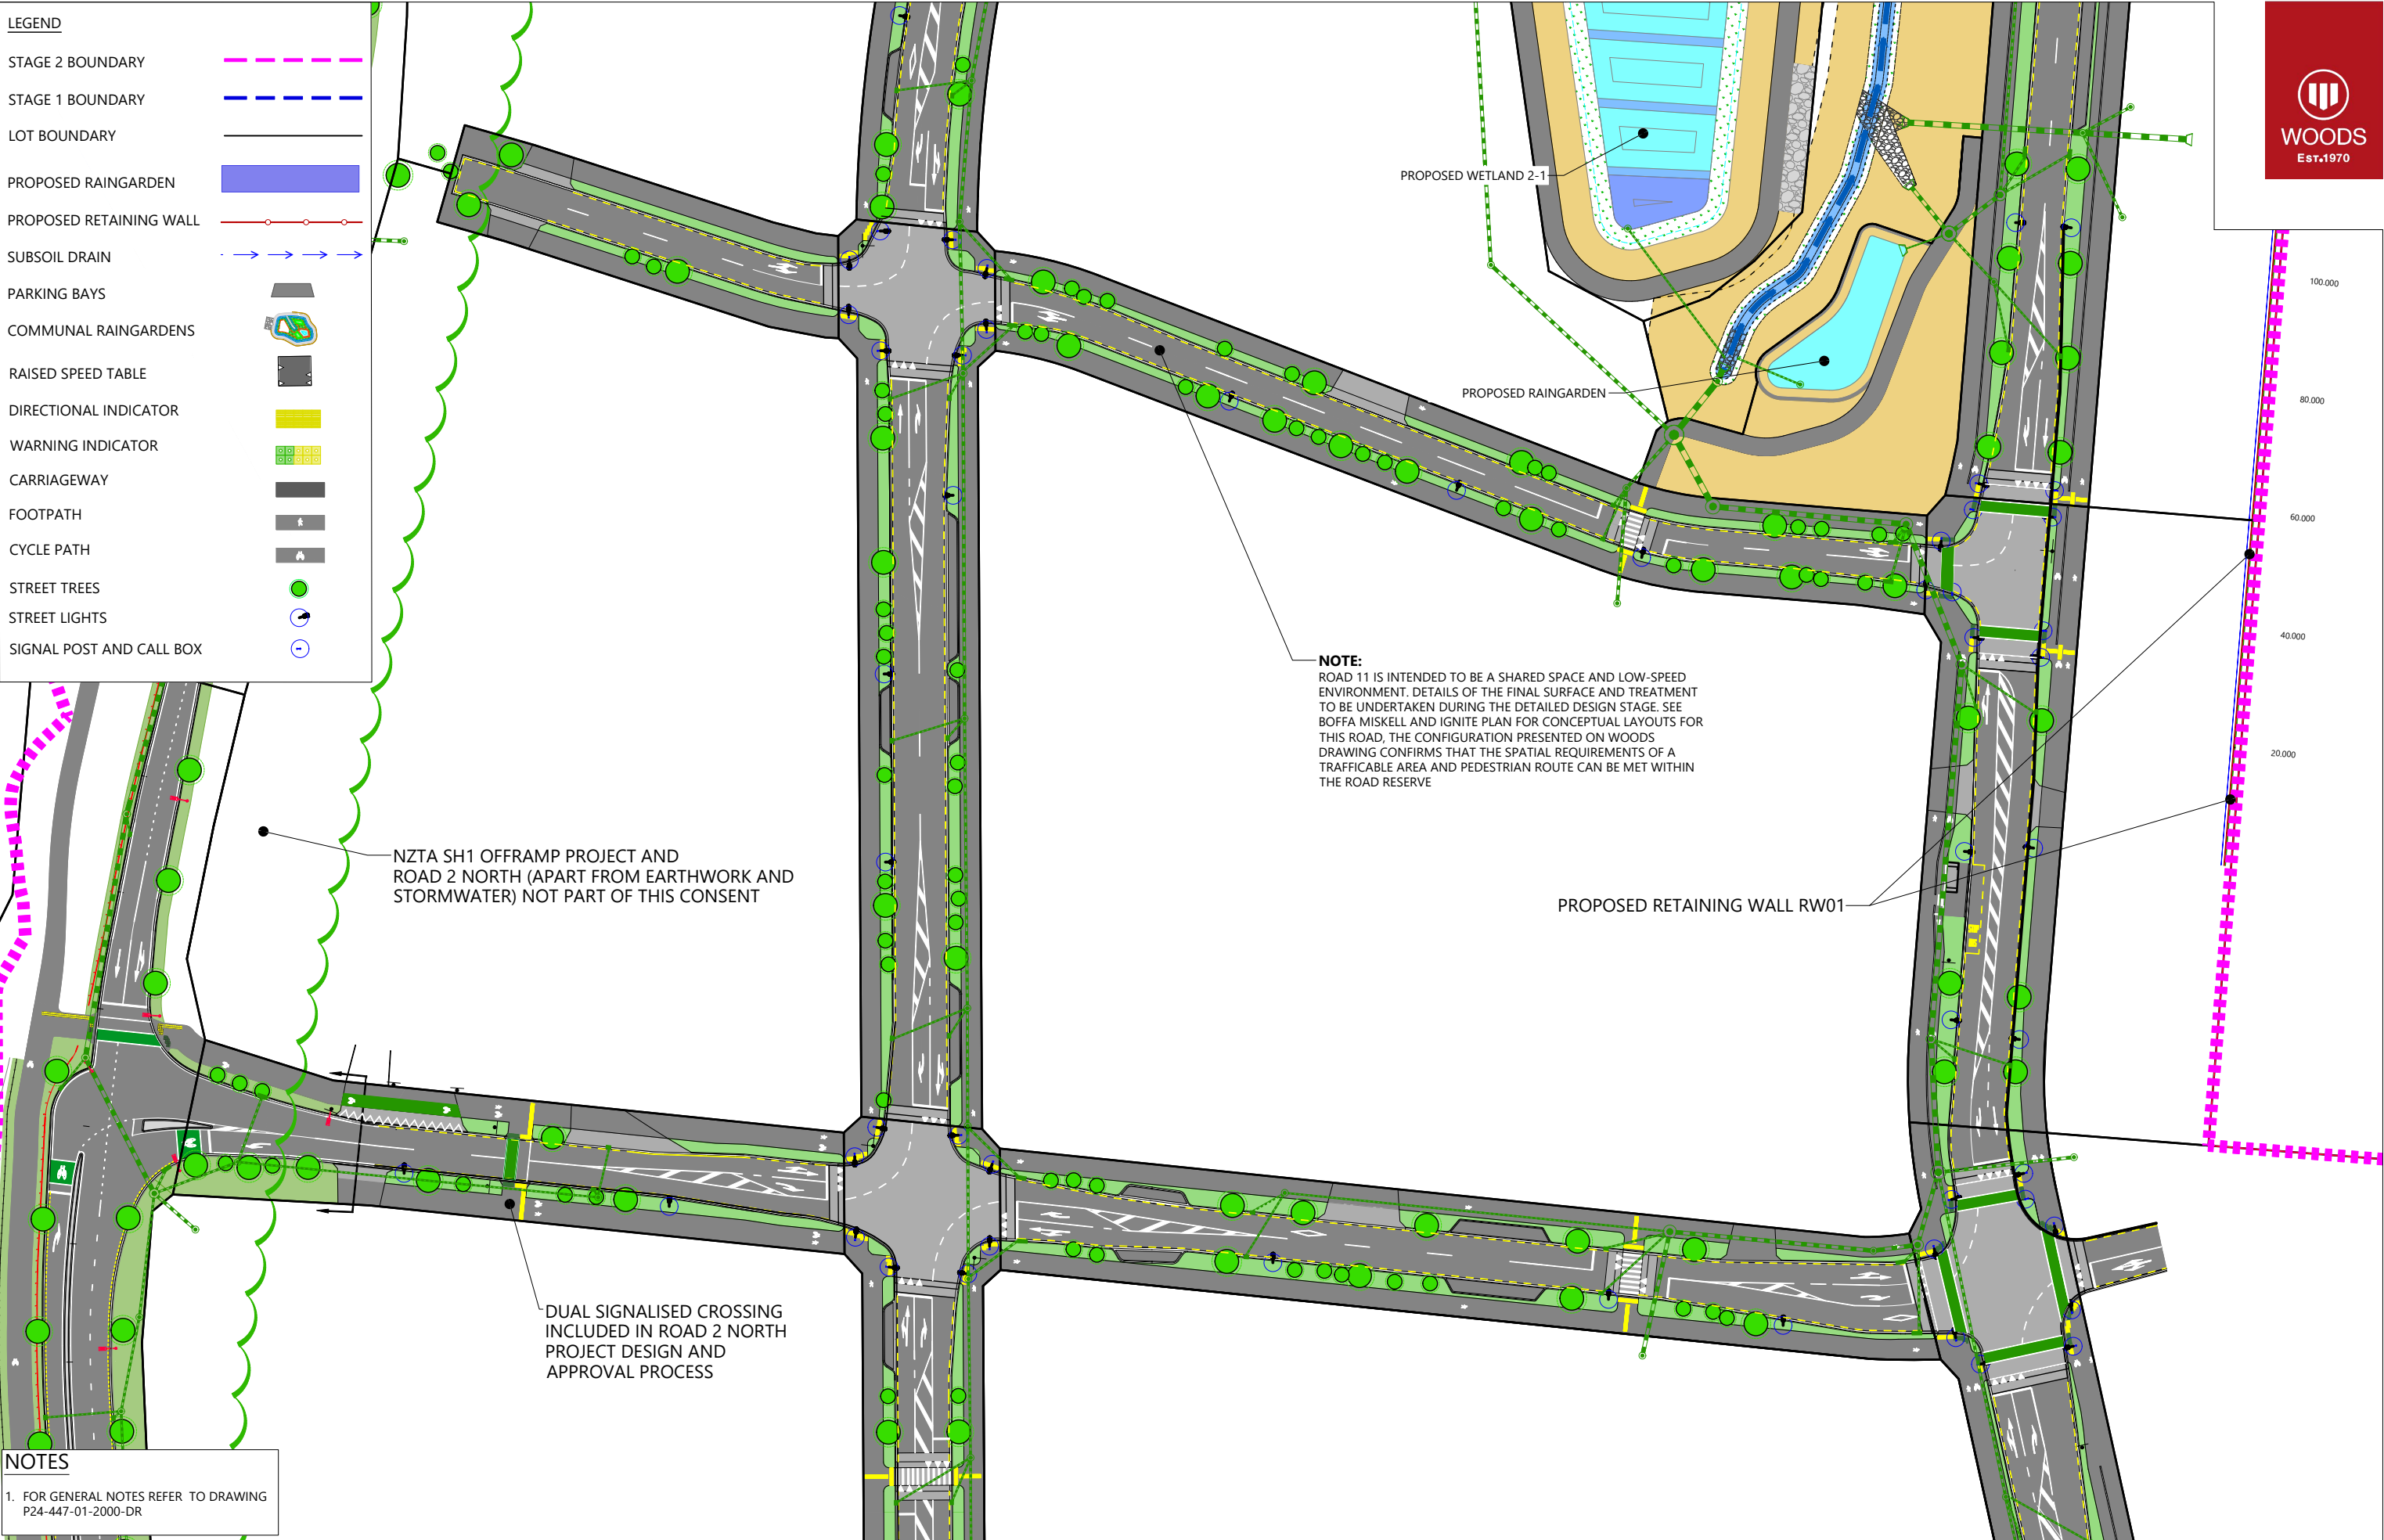 LEGEND
STAGE 2 BOUNDARY
STAGE 1 BOUNDARY
LOT BOUNDARY
PROPOSED RAINGARDEN
PROPOSED RETAINING WALL
SUBSOIL DRAIN
PARKING BAYS
COMMUNAL RAINGARDENS
RAISED SPEED TABLE
DIRECTIONAL INDICATOR
WARNING INDICATOR
CARRIAGEWAY
FOOTPATH
CYCLE PATH
STREET TREES
STREET LIGHTS
SIGNAL POST AND CALL BOX
WOODS
EST.1970
PROPOSED WETLAND 2-1
PROPOSED RAINGARDEN
100.000
80.000
60.000
40.000
20.000
NOTE:
ROAD 11 IS INTENDED TO BE A SHARED SPACE AND LOW-SPEED
ENVIRONMENT. DETAILS OF THE FINAL SURFACE AND TREATMENT
TO BE UNDERTAKEN DURING THE DETAILED DESIGN STAGE. SEE
BOFFA MISKELL AND IGNITE PLAN FOR CONCEPTUAL LAYOUTS FOR
THIS ROAD, THE CONFIGURATION PRESENTED ON WOODS
DRAWING CONFIRMS THAT THE SPATIAL REQUIREMENTS OF A
TRAFFICABLE AREA AND PEDESTRIAN ROUTE CAN BE MET WITHIN
THE ROAD RESERVE
NZTA SH1 OFFRAMP PROJECT AND
ROAD 2 NORTH (APART FROM EARTHWORK AND
STORMWATER) NOT PART OF THIS CONSENT
PROPOSED RETAINING WALL RW01
DUAL SIGNALISED CROSSING
INCLUDED IN ROAD 2 NORTH
PROJECT DESIGN AND
APPROVAL PROCESS
NOTES
1. FOR GENERAL NOTES REFER TO DRAWING
P24-447-01-2000-DR